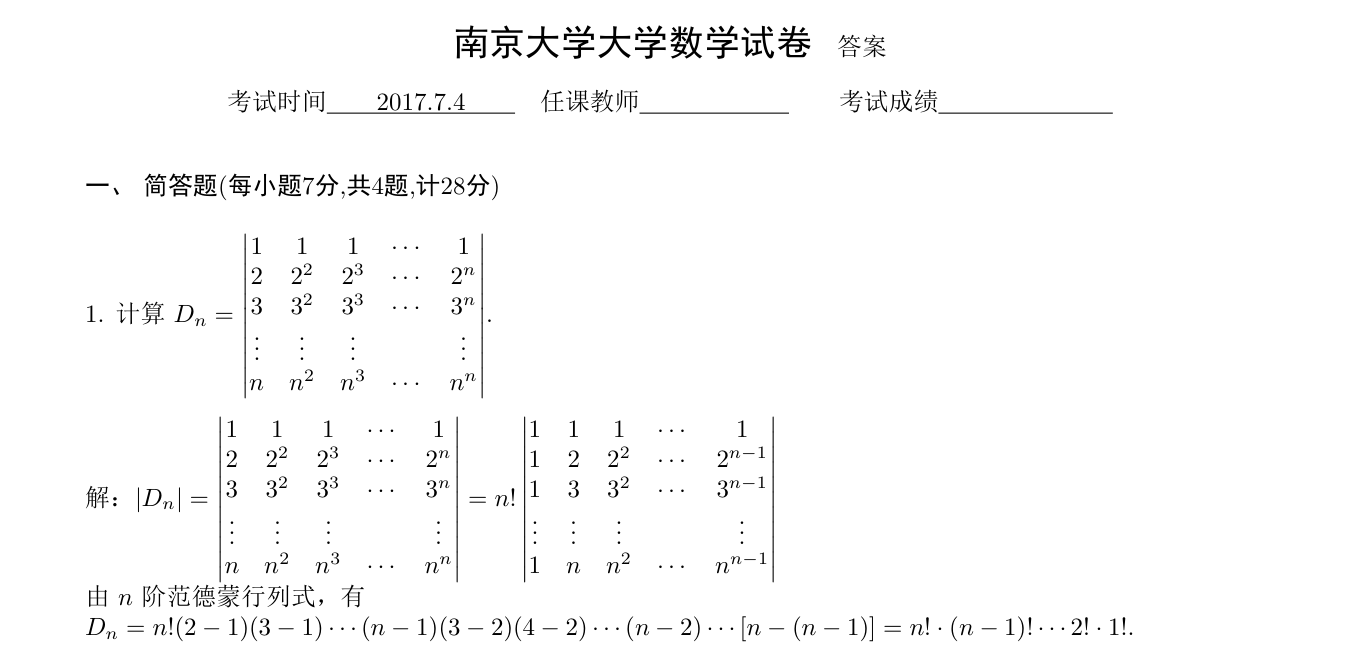 南京大学大学数学试卷 答案
考试时间 2017.7.4 任课教师 考试成绩
一、 简答题(每小题7分,共4题,计28分)
1. 计算 $D_n = \begin{vmatrix} 1 & 1 & 1 & \cdots & 1 \\ 2 & 2^2 & 2^3 & \cdots & 2^n \\ 3 & 3^2 & 3^3 & \cdots & 3^n \\ \vdots & \vdots & \vdots & & \vdots \\ n & n^2 & n^3 & \cdots & n^n \end{vmatrix}$.
解：$|D_n| = \begin{vmatrix} 1 & 1 & 1 & \cdots & 1 \\ 2 & 2^2 & 2^3 & \cdots & 2^n \\ 3 & 3^2 & 3^3 & \cdots & 3^n \\ \vdots & \vdots & \vdots & & \vdots \\ n & n^2 & n^3 & \cdots & n^n \end{vmatrix} = n! \begin{vmatrix} 1 & 1 & 1 & \cdots & 1 \\ 1 & 2 & 2^2 & \cdots & 2^{n-1} \\ 1 & 3 & 3^2 & \cdots & 3^{n-1} \\ \vdots & \vdots & \vdots & & \vdots \\ 1 & n & n^2 & \cdots & n^{n-1} \end{vmatrix}$
由 $n$ 阶范德蒙行列式，有
$D_n = n!(2-1)(3-1)\cdots(n-1)(3-2)(4-2)\cdots(n-2)\cdots[n-(n-1)] = n!\cdot(n-1)!\cdots 2!\cdot 1!.$